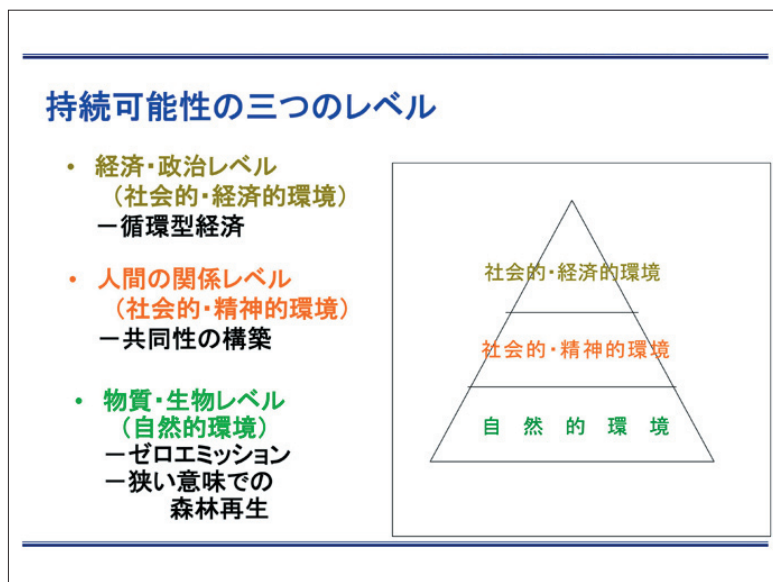 持続可能性の三つのレベル
・ 経済・政治レベル
（社会的・経済的環境）
－循環型経済
・ 人間の関係レベル
（社会的・精神的環境）
－共同性の構築
・ 物質・生物レベル
（自然的環境）
－ゼロエミッション
－狭い意味での
森林再生
社会的・経済的環境
社会的・精神的環境
自然的環境